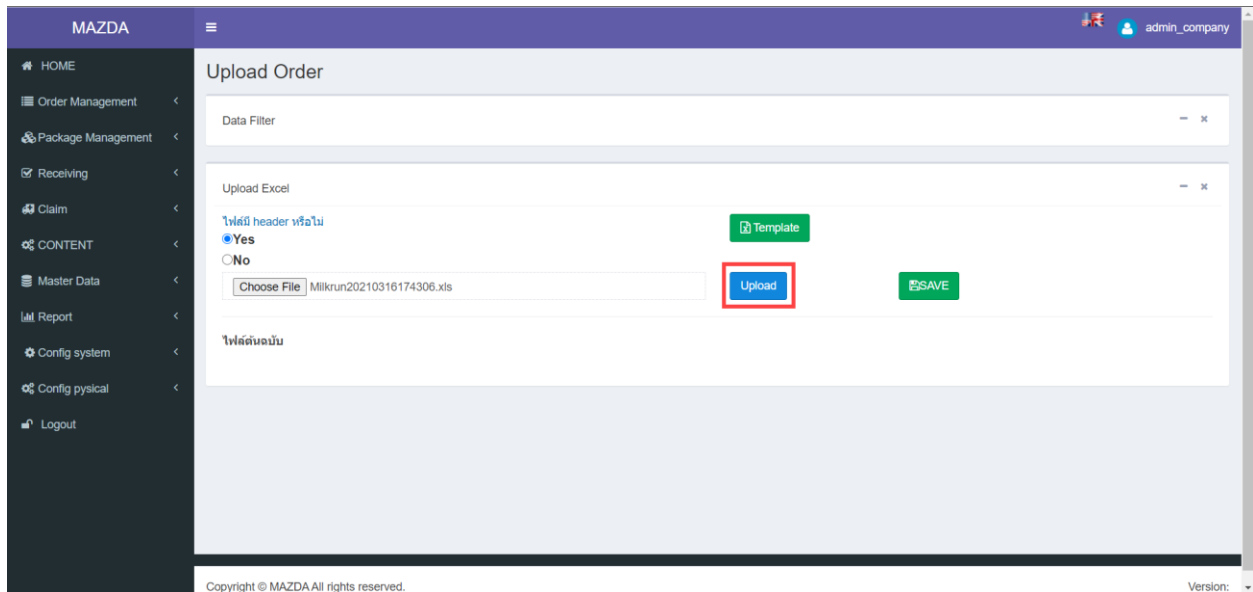 MAZDA
admin_company
HOME
Order Management
Package Management
Receiving
Claim
CONTENT
Master Data
Report
Config system
Config pysical
Logout
Upload Order
Data Filter
Upload Excel
ไฟล์มี header หรือไม่
Yes
No
Template
Choose File Milkrun20210316174306.xls
Upload
SAVE
ไฟล์ต้นฉบับ
Copyright © MAZDA All rights reserved.
Version: